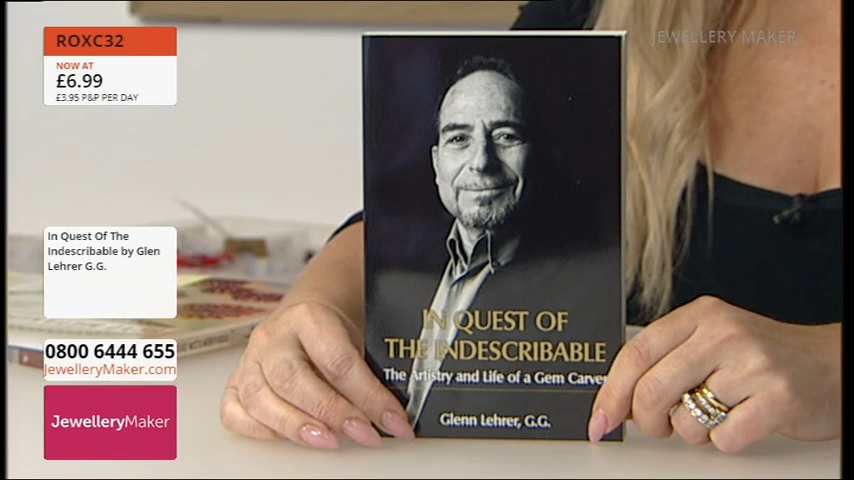 ROXC32
NOW AT
£6.99
£3.95 P&P PER DAY
JEWELLERY MAKER
In Quest Of The
Indescribable by Glen
Lehrer G.G.
0800 6444 655
JewelleryMaker.com
JewelleryMaker
IN QUEST OF
THE INDESCRIBABLE
The Artistry and Life of a Gem Carver
Glenn Lehrer, G.G.